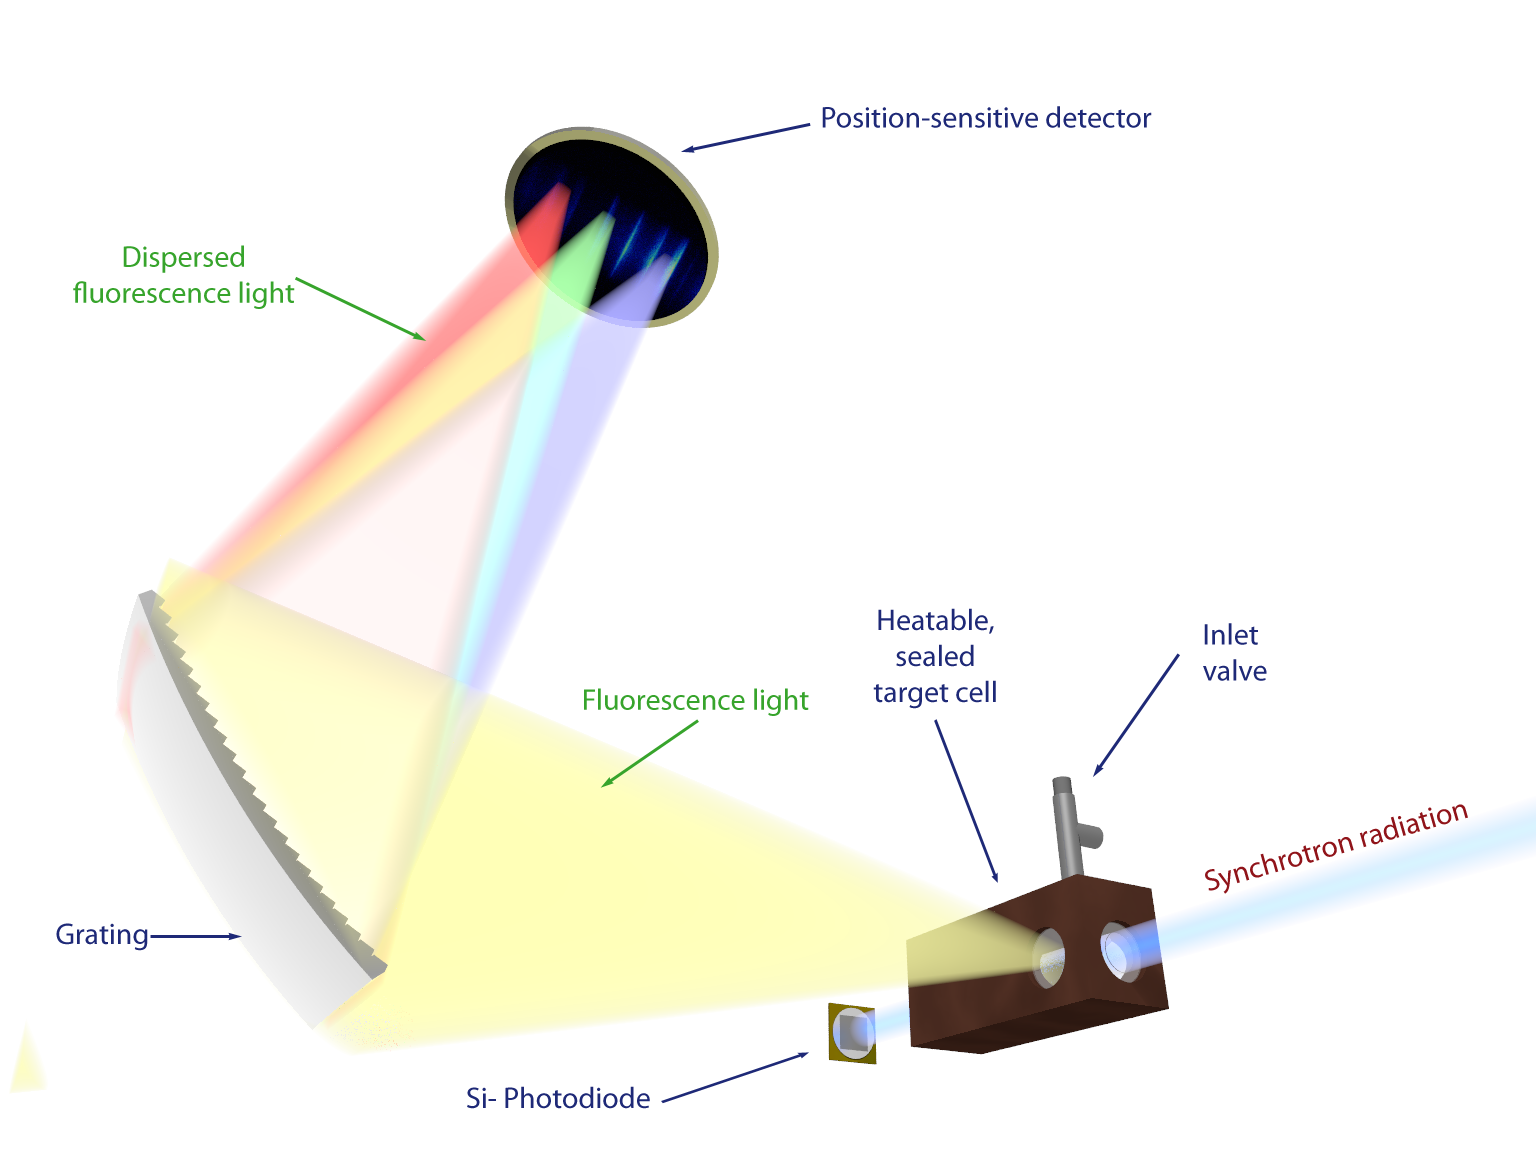 Position-sensitive detector
Dispersed
fluorescence light
Heatable,
sealed
target cell
Inlet
valve
Fluorescence light
Synchrotron radiation
Grating
Si- Photodiode